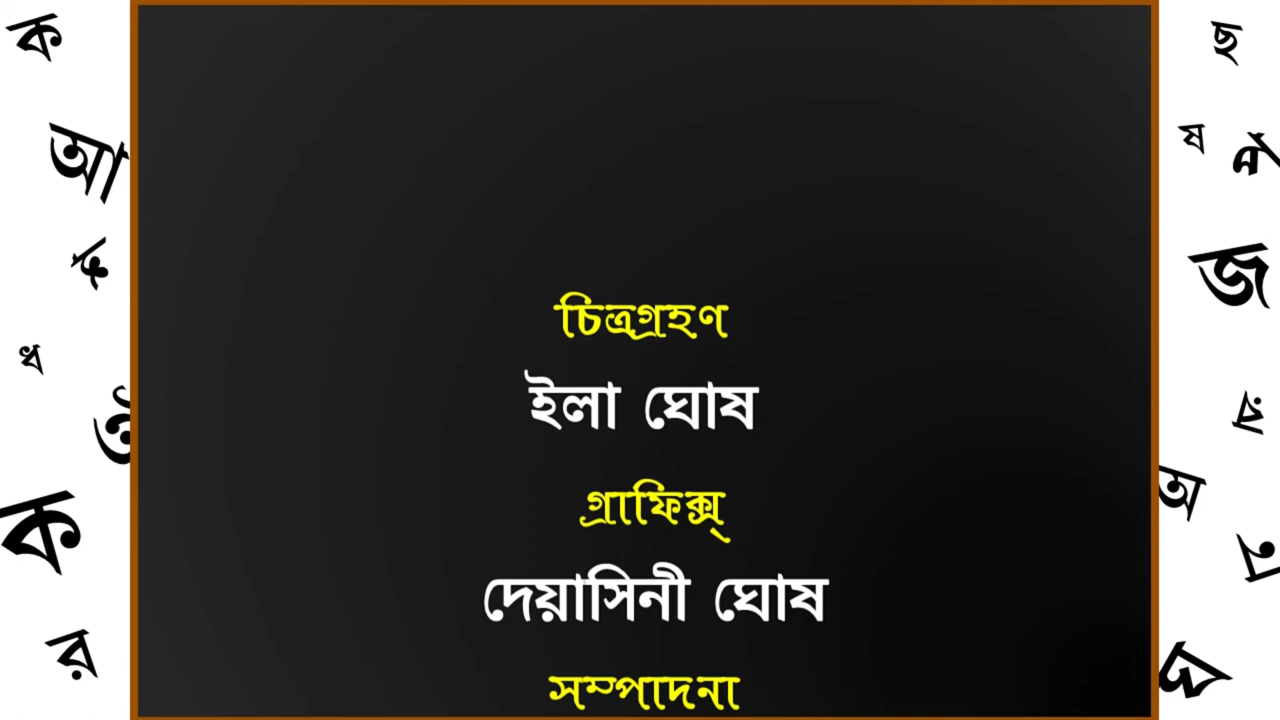 চিত্রগ্রহণ
ইলা ঘোষ
গ্রাফিক্স্
দেয়াসিনী ঘোষ
সম্পাদনা
ক
আ
ধ
ক
র
ছ
ষ
জ
র
অ